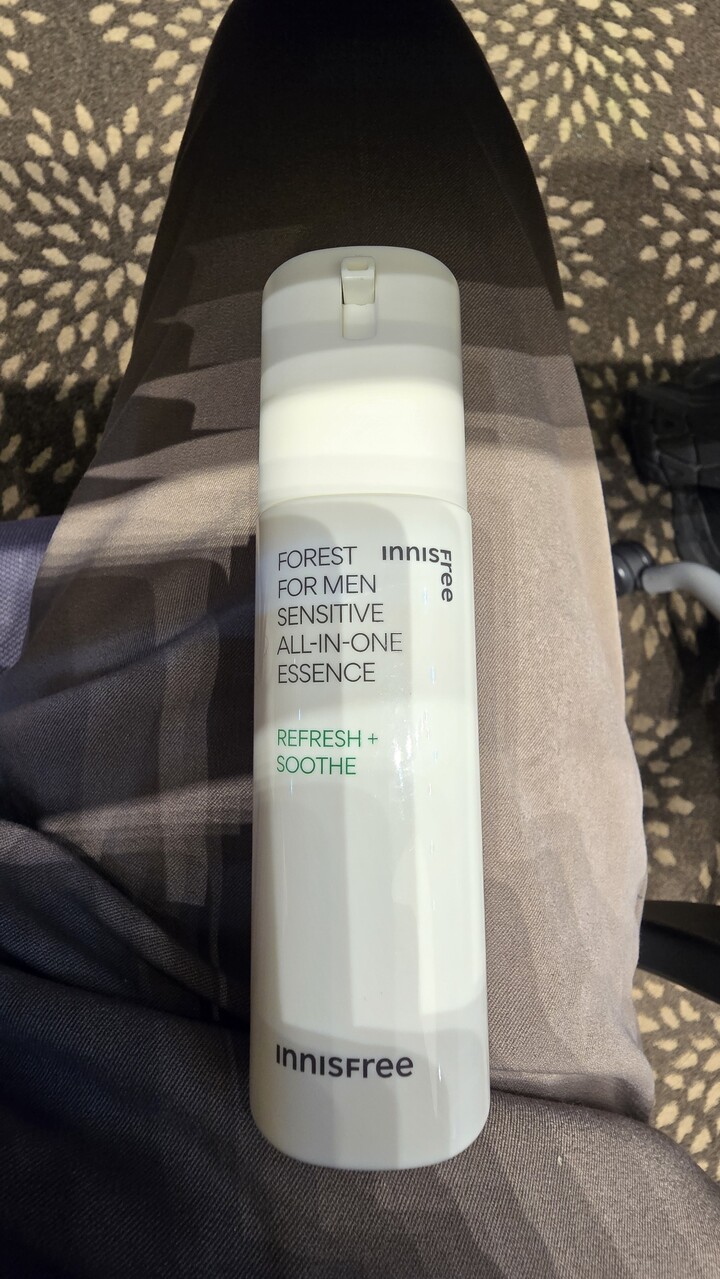 FOREST
FOR MEN
SENSITIVE
ALL-IN-ONE
ESSENCE
innisfree
REFRESH +
SOOTHE
innisfree